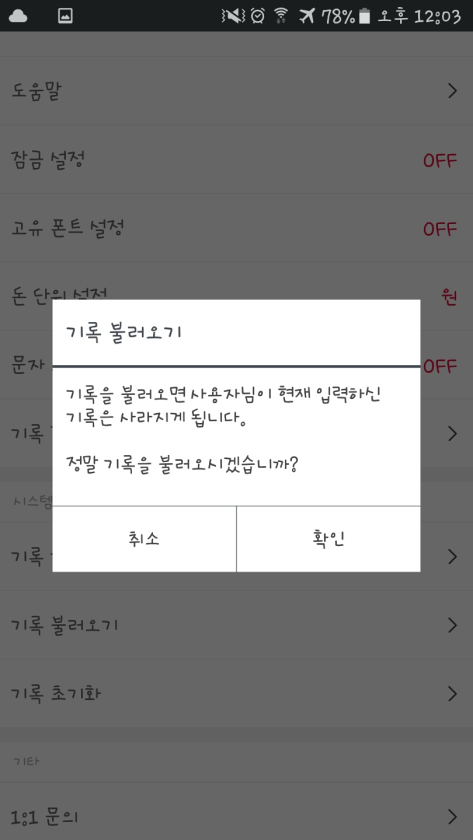 78% 오후 12:03
도움말
잠금 설정 OFF
고유 폰트 설정 OFF
돈 단위 설정 원
기록 불러오기
문자 OFF
기록을 불러오면 사용자님이 현재 입력하신
기록은 사라지게 됩니다.
기록
정말 기록을 불러오시겠습니까?
시스템
취소 확인
기록
기록 불러오기
기록 초기화
기타
1:1 문의